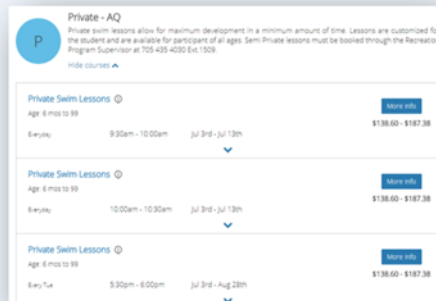 P
Private - AQ
Private swim lessons allow for maximum development in a minimum amount of time. Lessons are customized fo
the student and are available for participant of all ages. Semi Private lessons must be booked through the Recreatio
Program Supervisor at 705 435 4030 Ext.1509.
Hide courses
Private Swim Lessons
More info
Age: 6 mos to 99
$138.60 - $187.38
Everyday 9:30am - 10:00am Jul 3rd - Jul 13th
Private Swim Lessons
More info
Age: 6 mos to 99
$138.60 - $187.38
Everyday 10:00am - 10:30am Jul 3rd - Jul 13th
Private Swim Lessons
More info
Age: 6 mos to 99
$138.60 - $187.38
Every Tue 5:30pm - 6:00pm Jul 3rd - Aug 28th